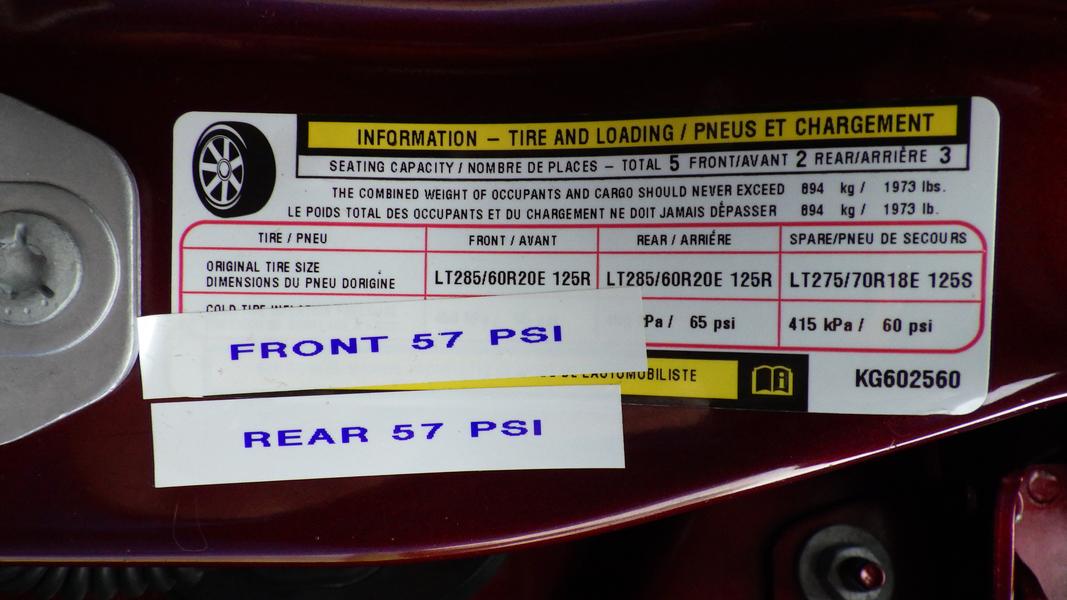 INFORMATION – TIRE AND LOADING / PNEUS ET CHARGEMENT
SEATING CAPACITY / NOMBRE DE PLACES – TOTAL 5 FRONT/AVANT 2 REAR/ARRIÈRE 3
THE COMBINED WEIGHT OF OCCUPANTS AND CARGO SHOULD NEVER EXCEED 894 kg / 1973 lbs.
LE POIDS TOTAL DES OCCUPANTS ET DU CHARGEMENT NE DOIT JAMAIS DÉPASSER 894 kg / 1973 lb.
TIRE / PNEU FRONT / AVANT REAR / ARRIÉRE SPARE/PNEU DE SECOURS
ORIGINAL TIRE SIZE
DIMENSIONS DU PNEU DORIGINE
LT285/60R20E 125R LT285/60R20E 125R LT275/70R18E 125S
COLD TIRE
Pa / 65 psi 415 kPa / 60 psi
FRONT 57 PSI
LAUTOMOBILISTE
KG602560
REAR 57 PSI